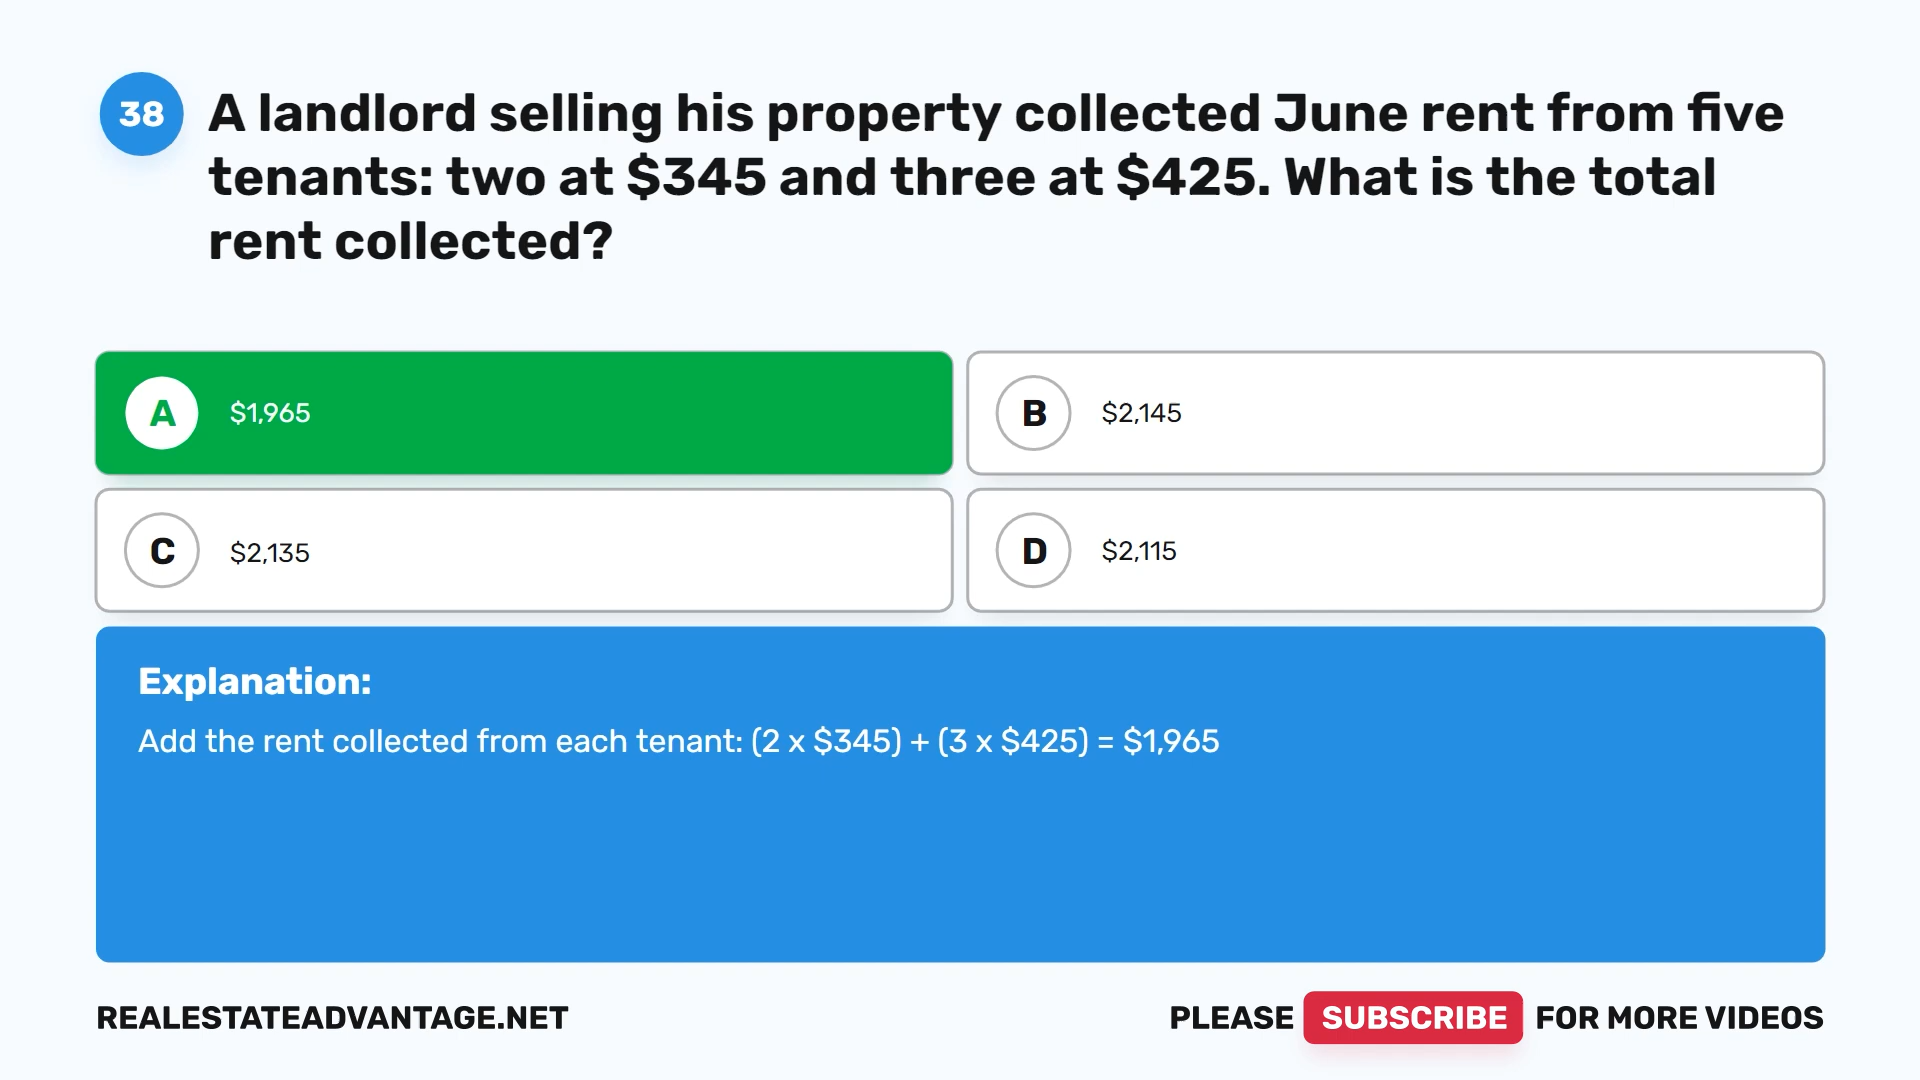 38
A landlord selling his property collected June rent from five
tenants: two at $345 and three at $425. What is the total
rent collected?
A $1,965
B $2,145
C $2,135
D $2,115
Explanation:
Add the rent collected from each tenant: (2 x $345) + (3 x $425) = $1,965
REALESTATEADVANTAGE.NET
PLEASE SUBSCRIBE FOR MORE VIDEOS